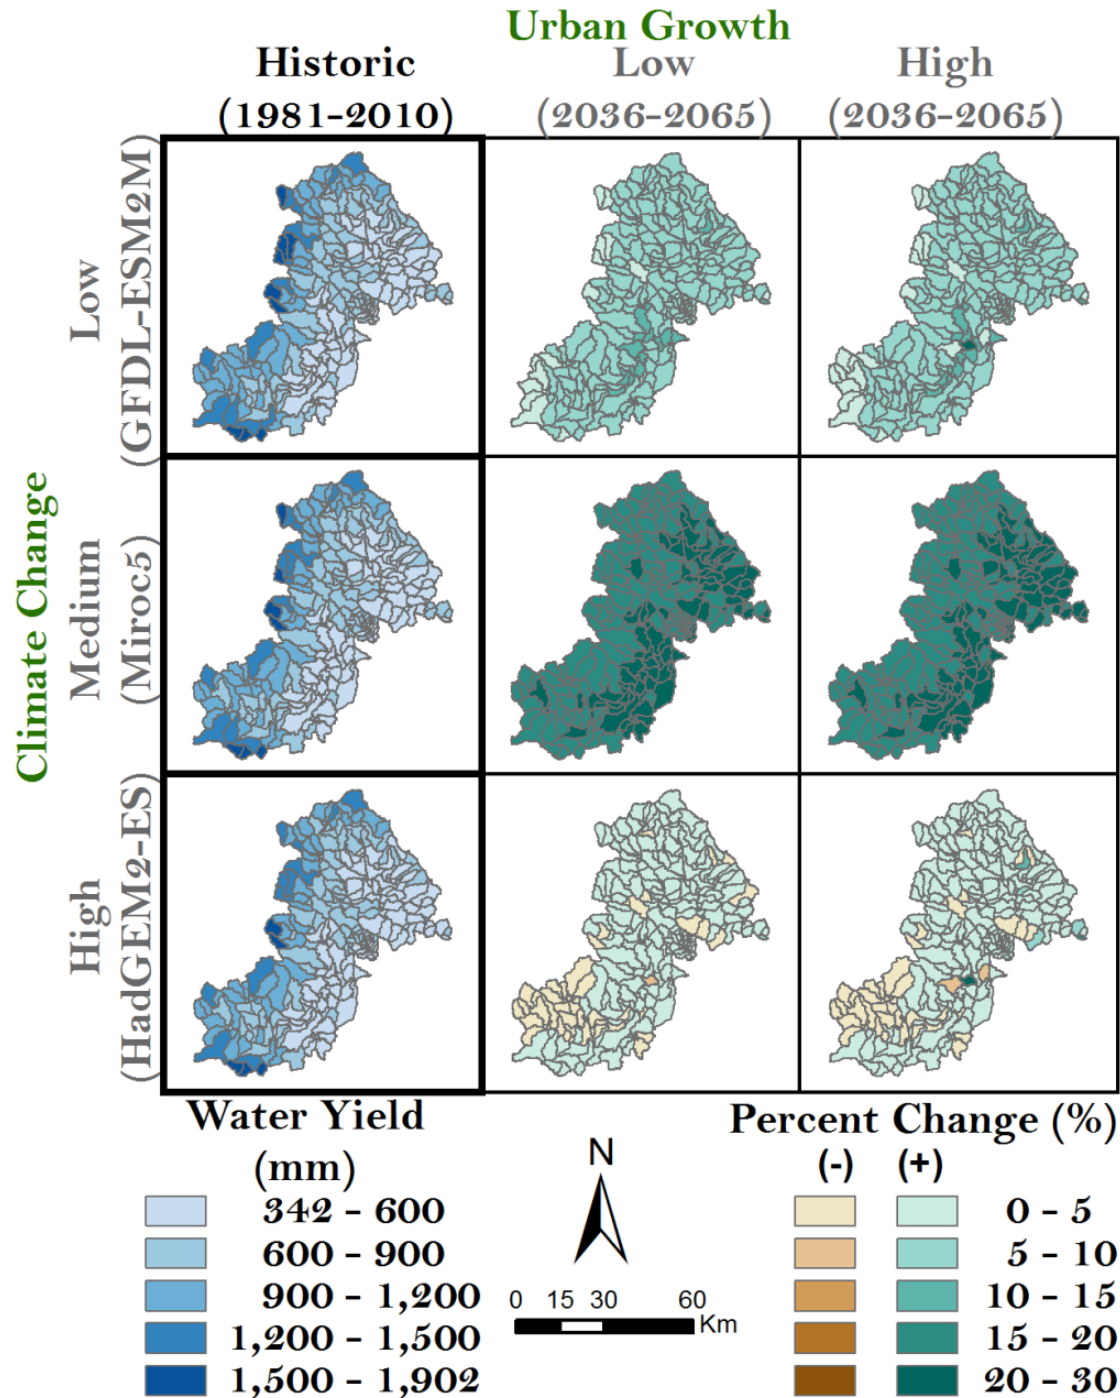 Urban Growth
Historic
(1981-2010)
Low
(2036-2065)
High
(2036-2065)
Climate Change
Low
(GFDL-ESM2M)
Medium
(Miroc5)
High
(HadGEM2-ES)
Water Yield
(mm)
342 - 600
600 - 900
900 - 1,200
1,200 - 1,500
1,500 - 1,902
N
0 15 30 60
Km
Percent Change (%)
(-) (+)
0 - 5
5 - 10
10 - 15
15 - 20
20 - 30